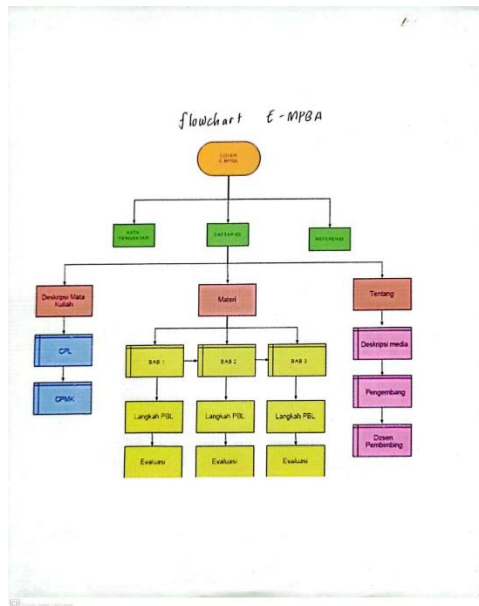 flowchart E-MPBA
E-MPBA
KATA
PENGANTAR
DAFTAR ISI
REFERENSI
Deskripsi Mata
Kuliah
Materi
Tentang
CPL
BAB 1
BAB 2
BAB 3
Deskripsi media
CPMK
Langkah PBL
Langkah PBL
Langkah PBL
Pengembang
Evaluasi
Evaluasi
Evaluasi
Dosen
Pembimbing